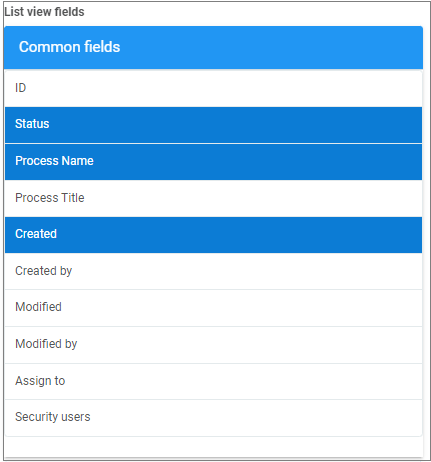 List view fields
Common fields
ID
Status
Process Name
Process Title
Created
Created by
Modified
Modified by
Assign to
Security users